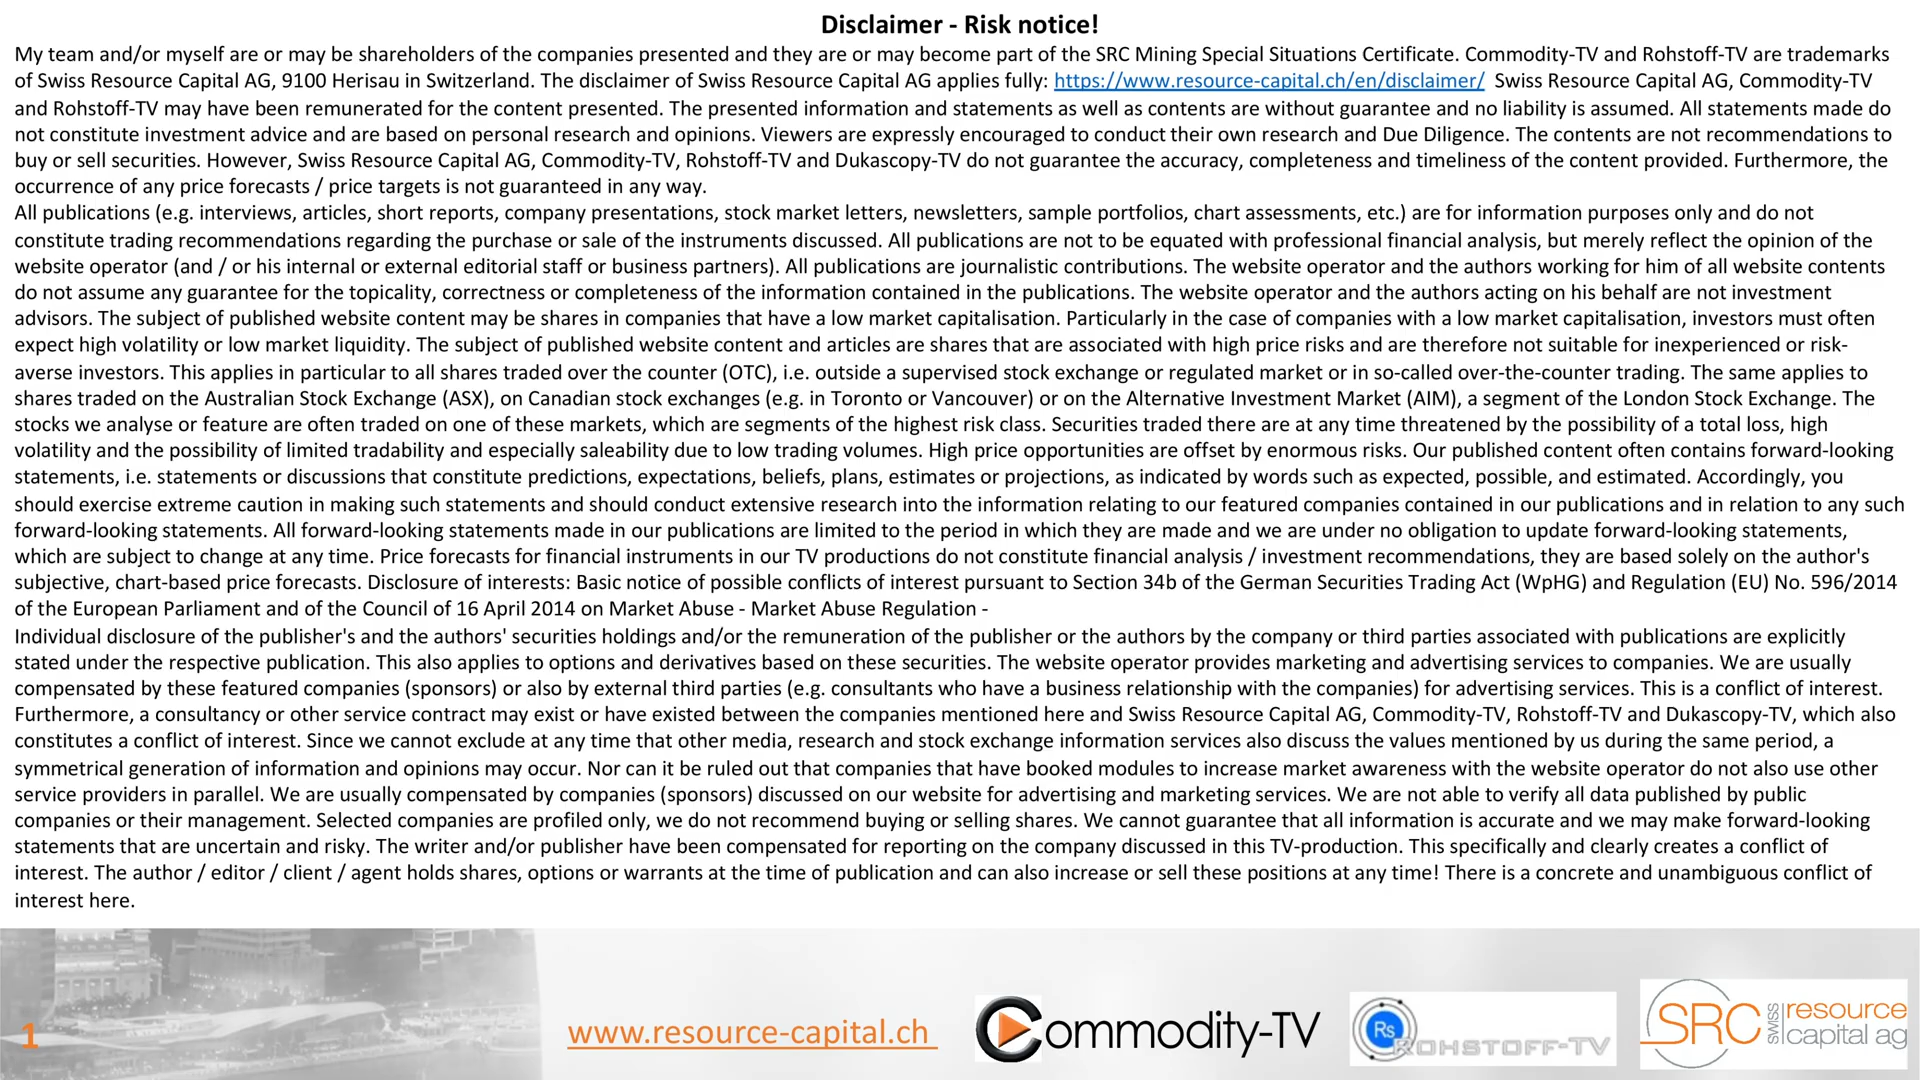 Disclaimer - Risk notice!
My team and/or myself are or may be shareholders of the companies presented and they are or may become part of the SRC Mining Special Situations Certificate. Commodity-TV and Rohstoff-TV are trademarks
of Swiss Resource Capital AG, 9100 Herisau in Switzerland. The disclaimer of Swiss Resource Capital AG applies fully: https://www.resource-capital.ch/en/disclaimer/ Swiss Resource Capital AG, Commodity-TV
and Rohstoff-TV may have been remunerated for the content presented. The presented information and statements as well as contents are without guarantee and no liability is assumed. All statements made do
not constitute investment advice and are based on personal research and opinions. Viewers are expressly encouraged to conduct their own research and Due Diligence. The contents are not recommendations to
buy or sell securities. However, Swiss Resource Capital AG, Commodity-TV, Rohstoff-TV and Dukascopy-TV do not guarantee the accuracy, completeness and timeliness of the content provided. Furthermore, the
occurrence of any price forecasts / price targets is not guaranteed in any way.
All publications (e.g. interviews, articles, short reports, company presentations, stock market letters, newsletters, sample portfolios, chart assessments, etc.) are for information purposes only and do not
constitute trading recommendations regarding the purchase or sale of the instruments discussed. All publications are not to be equated with professional financial analysis, but merely reflect the opinion of the
website operator (and / or his internal or external editorial staff or business partners). All publications are journalistic contributions. The website operator and the authors working for him of all website contents
do not assume any guarantee for the topicality, correctness or completeness of the information contained in the publications. The website operator and the authors acting on his behalf are not investment
advisors. The subject of published website content may be shares in companies that have a low market capitalisation. Particularly in the case of companies with a low market capitalisation, investors must often
expect high volatility or low market liquidity. The subject of published website content and articles are shares that are associated with high price risks and are therefore not suitable for inexperienced or risk-
averse investors. This applies in particular to all shares traded over the counter (OTC), i.e. outside a supervised stock exchange or regulated market or in so-called over-the-counter trading. The same applies to
shares traded on the Australian Stock Exchange (ASX), on Canadian stock exchanges (e.g. in Toronto or Vancouver) or on the Alternative Investment Market (AIM), a segment of the London Stock Exchange. The
stocks we analyse or feature are often traded on one of these markets, which are segments of the highest risk class. Securities traded there are at any time threatened by the possibility of a total loss, high
volatility and the possibility of limited tradability and especially saleability due to low trading volumes. High price opportunities are offset by enormous risks. Our published content often contains forward-looking
statements, i.e. statements or discussions that constitute predictions, expectations, beliefs, plans, estimates or projections, as indicated by words such as expected, possible, and estimated. Accordingly, you
should exercise extreme caution in making such statements and should conduct extensive research into the information relating to our featured companies contained in our publications and in relation to any such
forward-looking statements. All forward-looking statements made in our publications are limited to the period in which they are made and we are under no obligation to update forward-looking statements,
which are subject to change at any time. Price forecasts for financial instruments in our TV productions do not constitute financial analysis / investment recommendations, they are based solely on the author's
subjective, chart-based price forecasts. Disclosure of interests: Basic notice of possible conflicts of interest pursuant to Section 34b of the German Securities Trading Act (WpHG) and Regulation (EU) No. 596/2014
of the European Parliament and of the Council of 16 April 2014 on Market Abuse - Market Abuse Regulation -
Individual disclosure of the publisher's and the authors' securities holdings and/or the remuneration of the publisher or the authors by the company or third parties associated with publications are explicitly
stated under the respective publication. This also applies to options and derivatives based on these securities. The website operator provides marketing and advertising services to companies. We are usually
compensated by these featured companies (sponsors) or also by external third parties (e.g. consultants who have a business relationship with the companies) for advertising services. This is a conflict of interest.
Furthermore, a consultancy or other service contract may exist or have existed between the companies mentioned here and Swiss Resource Capital AG, Commodity-TV, Rohstoff-TV and Dukascopy-TV, which also
constitutes a conflict of interest. Since we cannot exclude at any time that other media, research and stock exchange information services also discuss the values mentioned by us during the same period, a
symmetrical generation of information and opinions may occur. Nor can it be ruled out that companies that have booked modules to increase market awareness with the website operator do not also use other
service providers in parallel. We are usually compensated by companies (sponsors) discussed on our website for advertising and marketing services. We are not able to verify all data published by public
companies or their management. Selected companies are profiled only, we do not recommend buying or selling shares. We cannot guarantee that all information is accurate and we may make forward-looking
statements that are uncertain and risky. The writer and/or publisher have been compensated for reporting on the company discussed in this TV-production. This specifically and clearly creates a conflict of
interest. The author / editor / client / agent holds shares, options or warrants at the time of publication and can also increase or sell these positions at any time! There is a concrete and unambiguous conflict of
interest here.
1
www.resource-capital.ch
Commodity-TV
Rs ROHSTOFF-TV
SRC swiss resource
capital ag